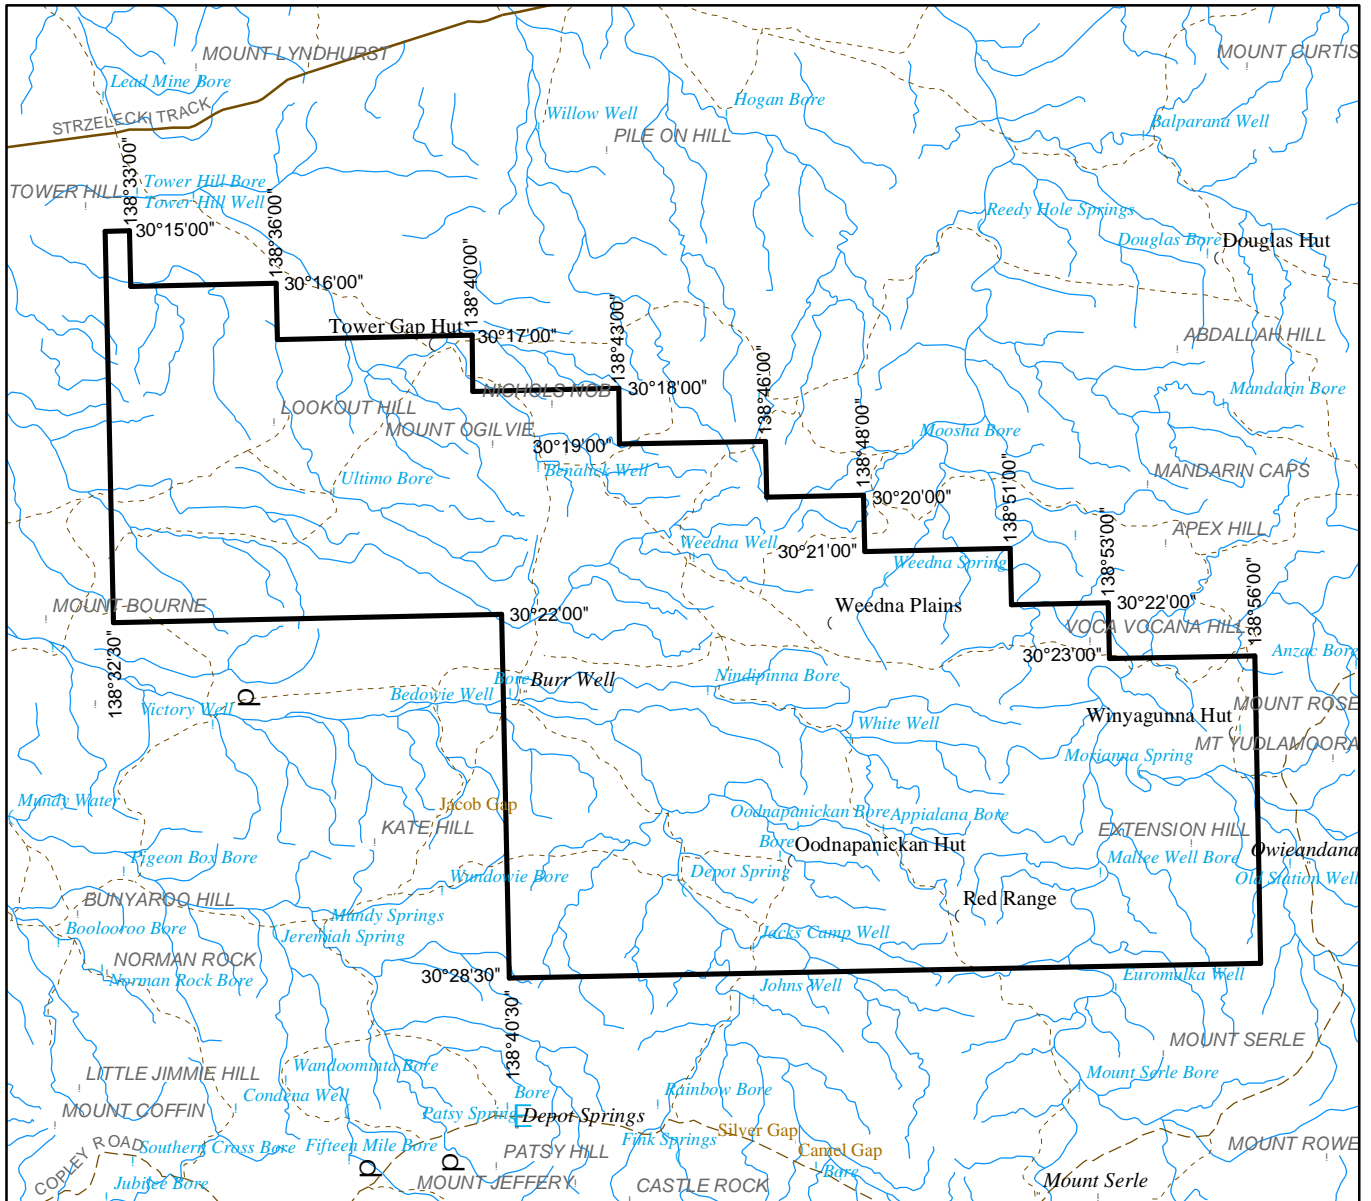 MOUNT LYNDHURST
MOUNT CURTIS
Lead Mine Bore
Hogan Bore
Willow Well
STRZELECKI TRACK
Balparana Well
PILE ON HILL
TOWER HILL
Tower Hill Bore
Tower Hill Well
138°33'00"
30°15'00"
138°36'00"
Reedy Hole Springs
Douglas Bore
Douglas Hut
30°16'00"
138°40'00"
Tower Gap Hut
30°17'00"
138°43'00"
ABDALLAH HILL
NICHOLS NOB
30°18'00"
138°46'00"
Mandarin Bore
LOOKOUT HILL
MOUNT OGILVIE
30°19'00"
138°48'00"
Moosha Bore
Benalick Well
Ultimo Bore
MANDARIN CAPS
30°20'00"
138°51'00"
APEX HILL
Weedna Well
30°21'00"
Weedna Spring
138°53'00"
MOUNT BOURNE
30°22'00"
Weedna Plains
30°22'00"
138°56'00"
VOCA VOCANA HILL
30°23'00"
Anzac Bore
138°32'30"
Bore
Burr Well
Nindipinna Bore
Bedowie Well
p
Victory Well
MOUNT ROSE
Winyagunna Hut
White Well
MT YUDLAMOORA
Morianna Spring
Mundy Water
Jacob Gap
Oodnapanickan Bore
Appialana Bore
KATE HILL
EXTENSION HILL
Bore
Oodnapanickan Hut
Owieandana
Pigeon Box Bore
Mallee Well Bore
Wundowie Bore
Depot Spring
Old Station Well
BUNYAROO HILL
Red Range
Mundy Springs
Boolooroo Bore
Jeremiah Spring
Jacks Camp Well
NORMAN ROCK
Norman Rock Bore
30°28'30"
Euromulka Well
Johns Well
138°40'30"
MOUNT SERLE
Wandoominta Bore
LITTLE JIMMIE HILL
Mount Serle Bore
Condena Well
Bore
Rainbow Bore
MOUNT COFFIN
Patsy Spring
Depot Springs
Silver Gap
COPLEY ROAD
Southern Cross Bore
Fifteen Mile Bore
Fink Springs
MOUNT ROWE
Camel Gap
PATSY HILL
p
p
Bore
Jubilee Bore
MOUNT JEFFERY
CASTLE ROCK
Mount Serle